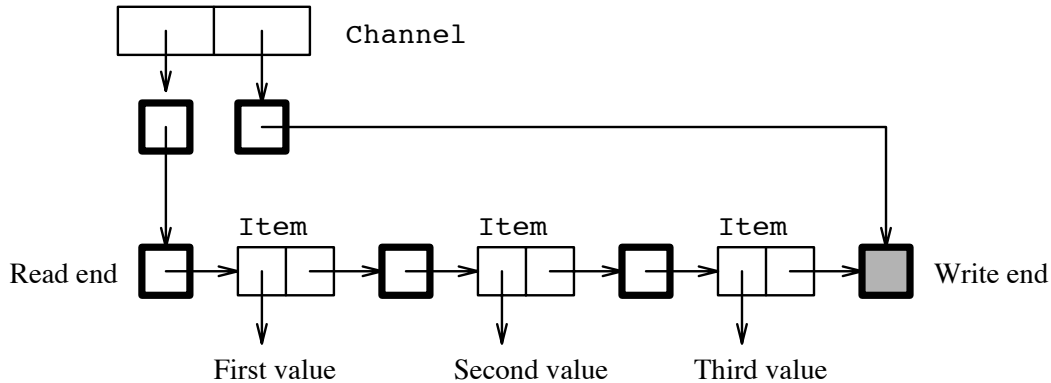 Channel
Item Item Item
Read end Write end
First value Second value Third value